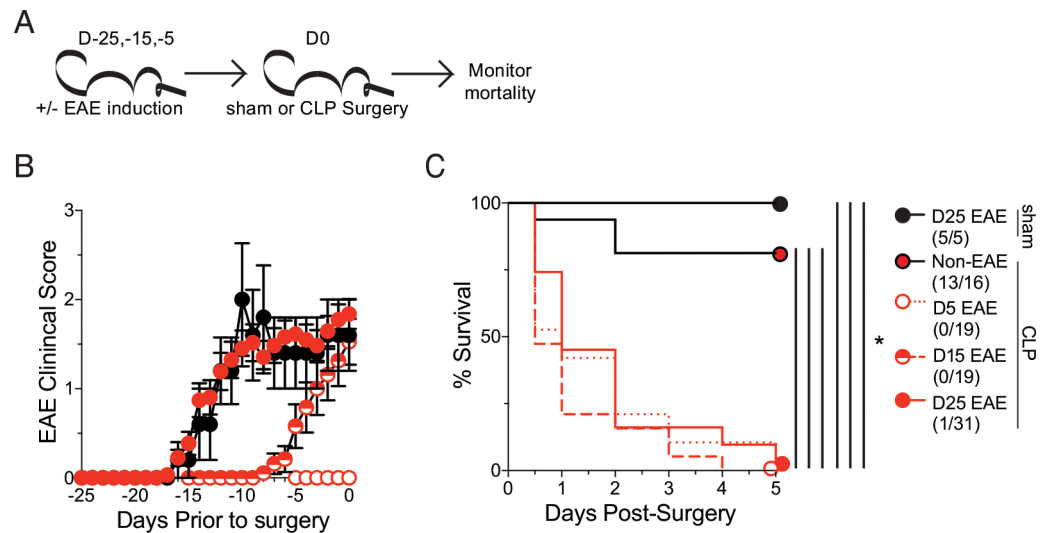 A
D-25,-15,-5
D0
+/- EAE induction
sham or CLP Surgery
Monitor
mortality
B
EAE Clinincal Score
3
2
1
0
-25
-20
-15
-10
-5
0
Days Prior to surgery
C
% Survival
100
50
0
0
1
2
3
4
5
Days Post-Surgery
*
D25 EAE
(5/5)
sham
Non-EAE
(13/16)
D5 EAE
(0/19)
D15 EAE
(0/19)
D25 EAE
(1/31)
CLP